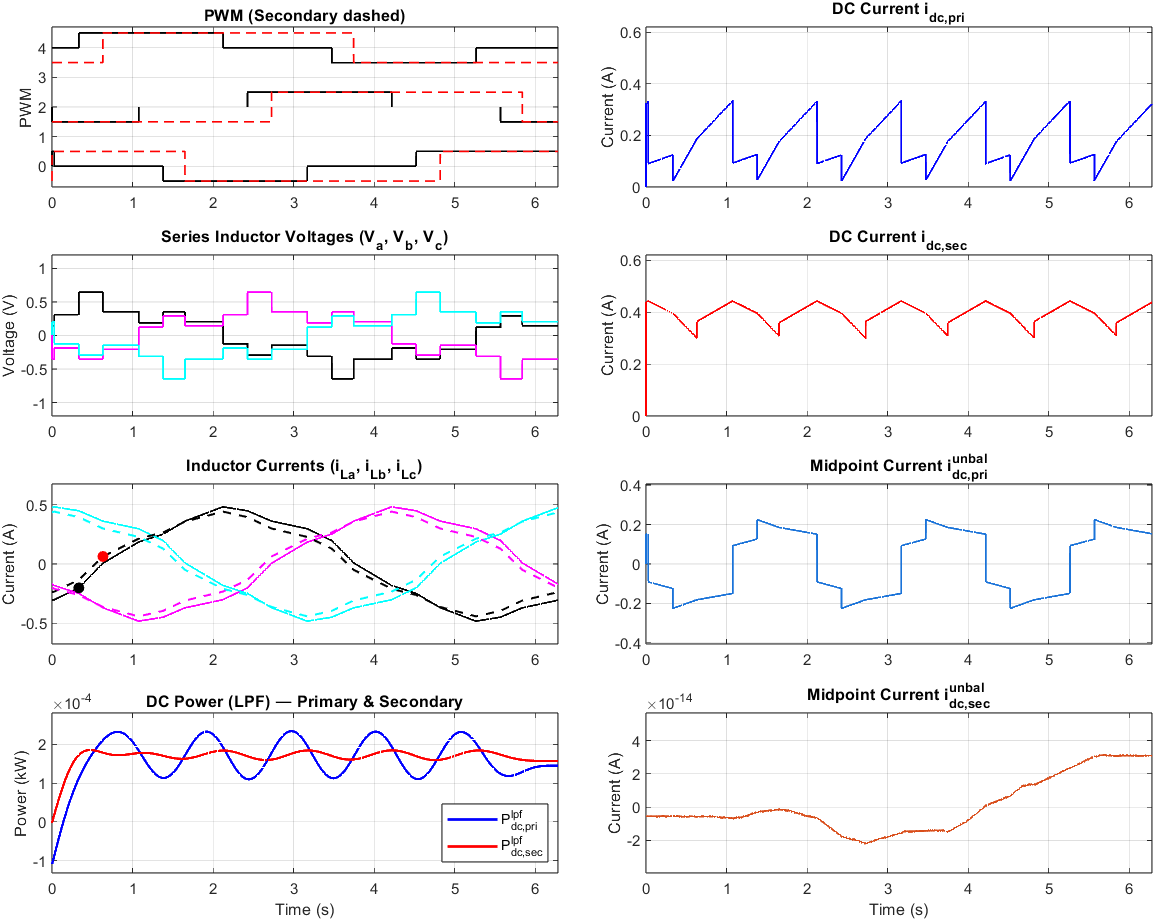 PWM (Secondary dashed)
PWM
4
3
2
1
0
0 1 2 3 4 5 6
DC Current i_dc,pri
Current (A)
0.6
0.4
0.2
0
0 1 2 3 4 5 6
Series Inductor Voltages (V_a, V_b, V_c)
Voltage (V)
1
0.5
0
-0.5
-1
0 1 2 3 4 5 6
DC Current i_dc,sec
Current (A)
0.6
0.4
0.2
0
0 1 2 3 4 5 6
Inductor Currents (i_La, i_Lb, i_Lc)
Current (A)
0.5
0
-0.5
0 1 2 3 4 5 6
Midpoint Current i_dc,pri^unbal
Current (A)
0.4
0.2
0
-0.2
-0.4
0 1 2 3 4 5 6
DC Power (LPF) — Primary & Secondary
×10^-4
Power (kW)
2
1
0
-1
P_dc,pri^lpf
P_dc,sec^lpf
0 1 2 3 4 5 6
Time (s)
Midpoint Current i_dc,sec^unbal
×10^-14
Current (A)
4
2
0
-2
0 1 2 3 4 5 6
Time (s)